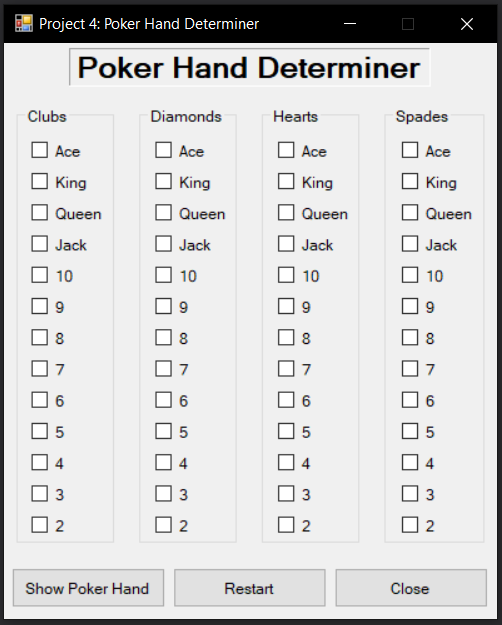 Project 4: Poker Hand Determiner
Poker Hand Determiner
Clubs Diamonds Hearts Spades
Ace Ace Ace Ace
King King King King
Queen Queen Queen Queen
Jack Jack Jack Jack
10 10 10 10
9 9 9 9
8 8 8 8
7 7 7 7
6 6 6 6
5 5 5 5
4 4 4 4
3 3 3 3
2 2 2 2
Show Poker Hand Restart Close